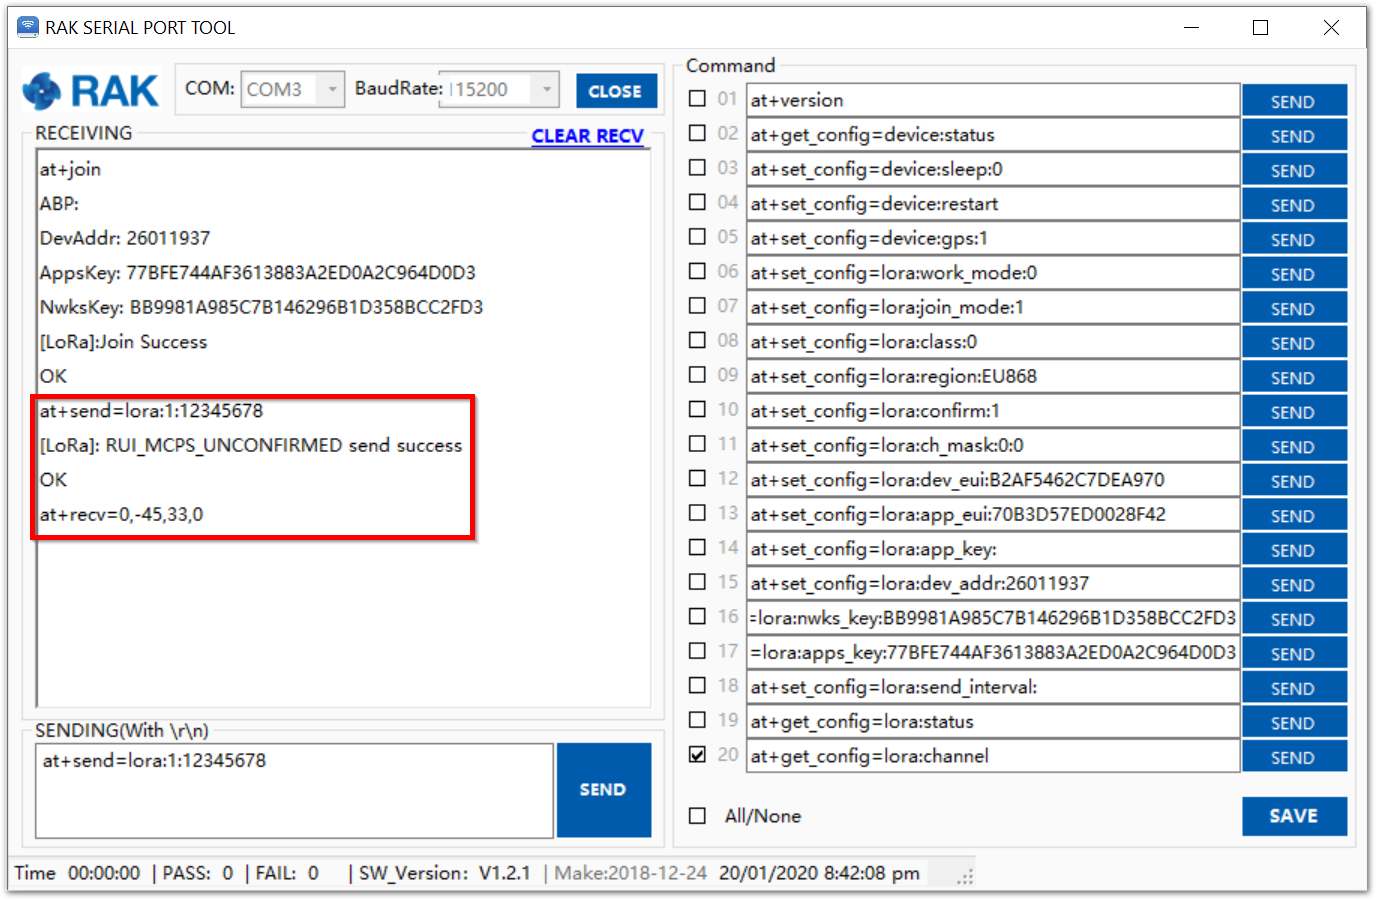 RAK SERIAL PORT TOOL
RAK
COM: COM3 BaudRate: 115200 CLOSE
RECEIVING CLEAR RECV
at+join
ABP:
DevAddr: 26011937
AppsKey: 77BFE744AF3613883A2ED0A2C964D0D3
NwksKey: BB9981A985C7B146296B1D358BCC2FD3
[LoRa]:Join Success
OK
at+send=lora:1:12345678
[LoRa]: RUI_MCPS_UNCONFIRMED send success
OK
at+recv=0,-45,33,0
SENDING(With \r\n)
at+send=lora:1:12345678
SEND
Command
01 at+version SEND
02 at+get_config=device:status SEND
03 at+set_config=device:sleep:0 SEND
04 at+set_config=device:restart SEND
05 at+set_config=device:gps:1 SEND
06 at+set_config=lora:work_mode:0 SEND
07 at+set_config=lora:join_mode:1 SEND
08 at+set_config=lora:class:0 SEND
09 at+set_config=lora:region:EU868 SEND
10 at+set_config=lora:confirm:1 SEND
11 at+set_config=lora:ch_mask:0:0 SEND
12 at+set_config=lora:dev_eui:B2AF5462C7DEA970 SEND
13 at+set_config=lora:app_eui:70B3D57ED0028F42 SEND
14 at+set_config=lora:app_key: SEND
15 at+set_config=lora:dev_addr:26011937 SEND
16 =lora:nwks_key:BB9981A985C7B146296B1D358BCC2FD3 SEND
17 =lora:apps_key:77BFE744AF3613883A2ED0A2C964D0D3 SEND
18 at+set_config=lora:send_interval: SEND
19 at+get_config=lora:status SEND
20 at+get_config=lora:channel SEND
All/None SAVE
Time 00:00:00 | PASS: 0 | FAIL: 0 | SW_Version: V1.2.1 | Make:2018-12-24 20/01/2020 8:42:08 pm